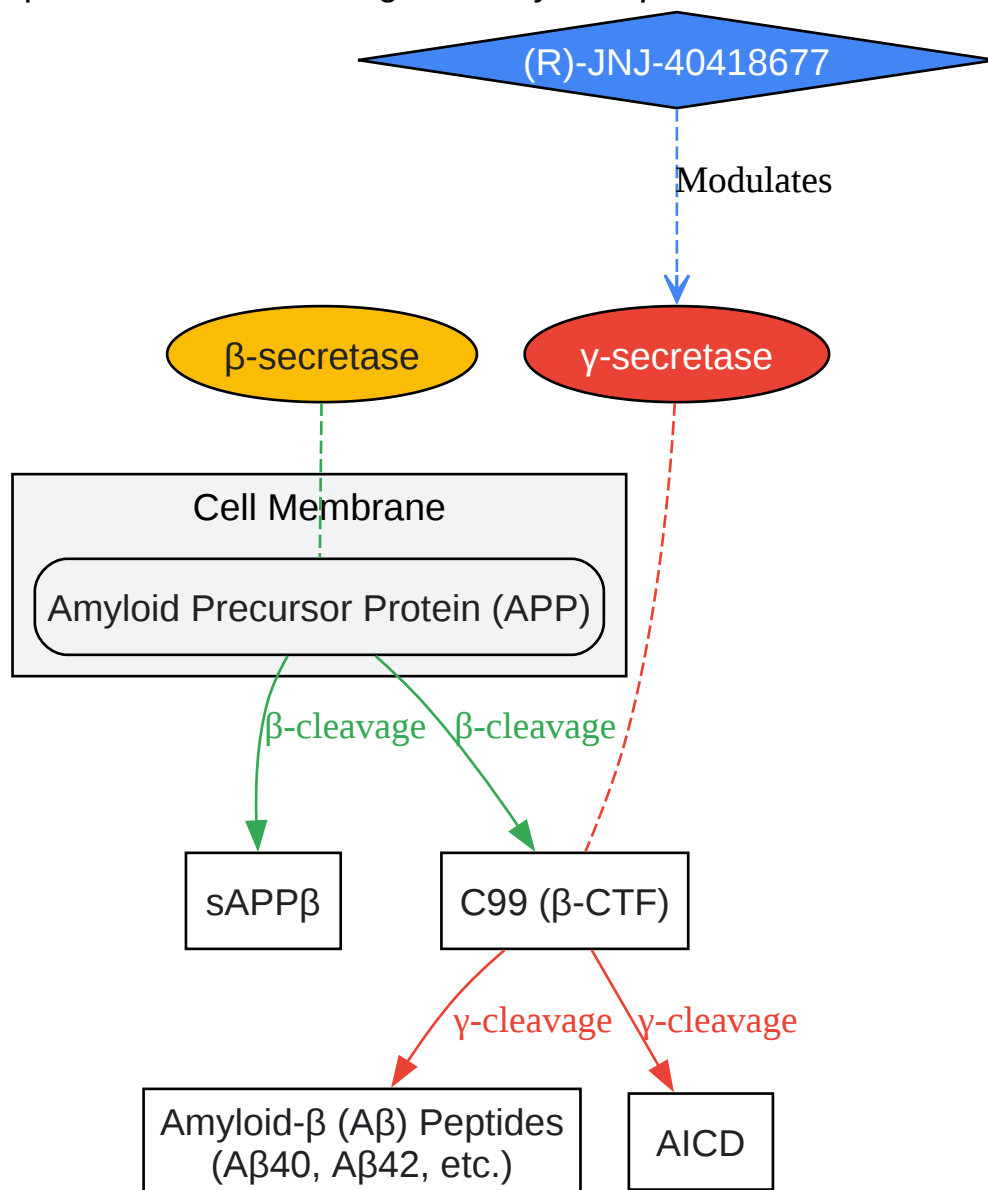 (R)-JNJ-40418677
Modulates
β-secretase
γ-secretase
Cell Membrane
Amyloid Precursor Protein (APP)
β-cleavage
β-cleavage
sAPPβ
C99 (β-CTF)
γ-cleavage
γ-cleavage
Amyloid-β (Aβ) Peptides
(Aβ40, Aβ42, etc.)
AICD